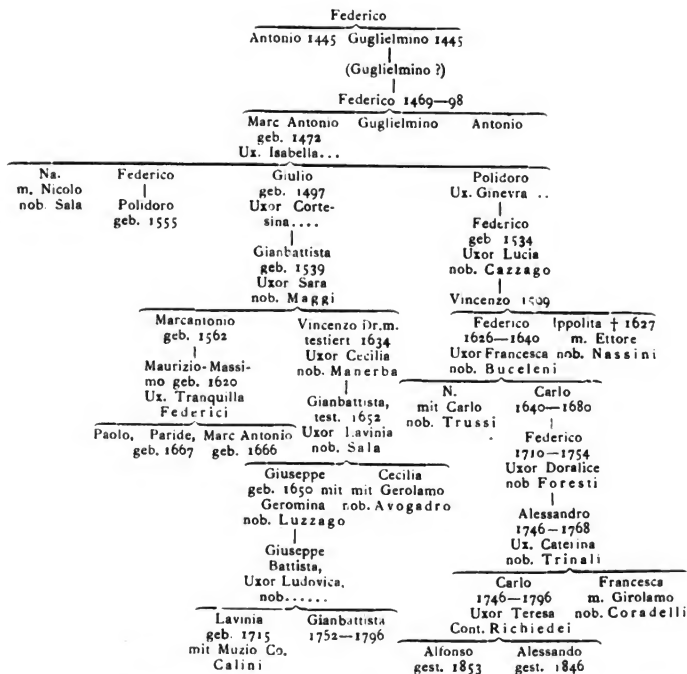 Federico
Antonio 1445 Guglielmino 1445
(Guglielmino ?)
Federico 1469—98
Marc Antonio Guglielmino Antonio
geb. 1472
Ux. Isabella...
Na. Federico Giulio Polidoro
m. Nicolo geb. 1497 Ux. Ginevra ..
nob. Sala Polidoro Uxor Corte-
geb. 1555 sina.... Federico
geb 1534
Gianbattista Uxor Lucia
geb. 1539 nob. Cazzago
Uxor Sara
nob. Maggi Vincenzo 1599
Marcantonio Vincenzo Dr.m. Federico Ippolita † 1627
geb. 1562 testiert 1634 1626—1640 m. Ettore
Uxor Cecilia Uxor Francesca nob. Nassini
Maurizio-Massi- nob. Manerba nob. Buceleni
mo geb. 1620 N. Carlo
Ux. Tranquilla Gianbattista, mit Carlo 1640—1680
Federici test. 1652 nob. Trussi
Paolo, Paride, Marc Antonio Uxor Lavinia Federico
geb. 1667 geb. 1666 nob. Sala 1710—1754
Uxor Doralice
Giuseppe Cecilia nob Foresti
geb. 1650 mit mit Gerolamo
Geromina nob. Avogadro Alessandro
nob. Luzzago 1746—1768
Ux. Caterina
Giuseppe nob. Trinali
Battista,
Uxor Ludovica, Carlo Francesca
nob...... 1746—1796 m. Girolamo
Uxor Teresa nob. Coradelli
Lavinia Gianbattista Cont. Richiedei
geb. 1715 1752—1796
mit Muzio Co. Alfonso Alessando
Calini gest. 1853 gest. 1846